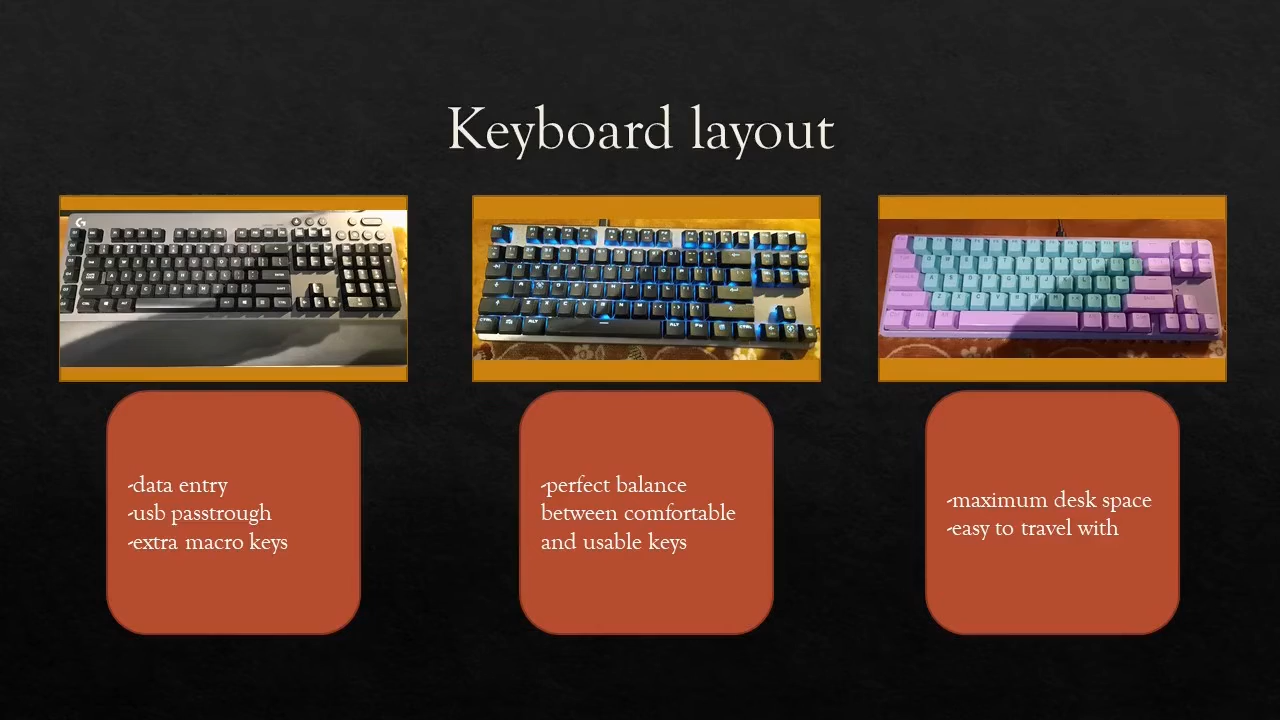 Keyboard layout
-data entry
-usb passtrough
-extra macro keys
-perfect balance
between comfortable
and usable keys
-maximum desk space
-easy to travel with